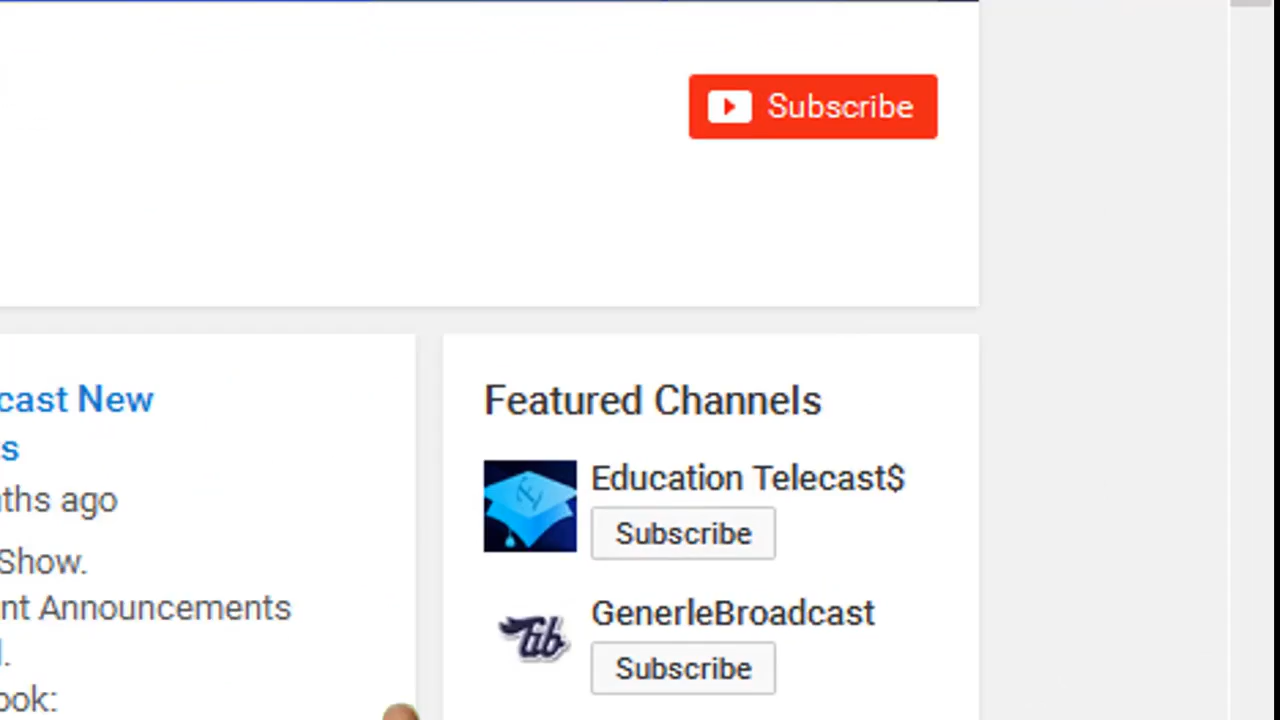 Subscribe
cast New
s
ths ago
Show.
nt Announcements
.
ook:
Featured Channels
Education Telecast$
Subscribe
GenerleBroadcast
Subscribe